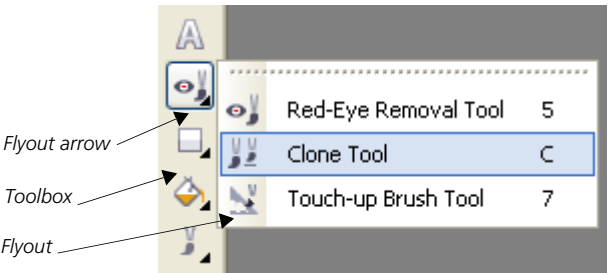 A
Red-Eye Removal Tool 5
Flyout arrow
Clone Tool C
Toolbox
Touch-up Brush Tool 7
Flyout